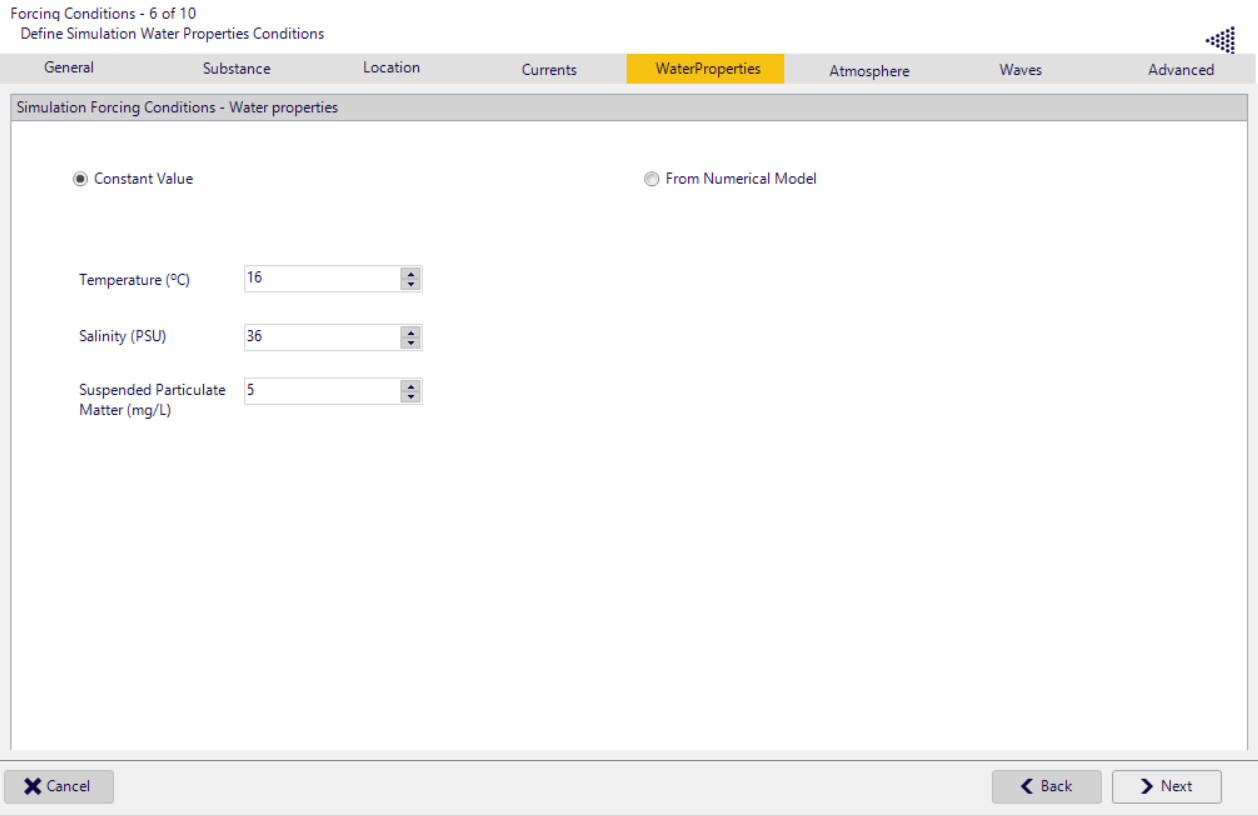 Forcing Conditions - 6 of 10
Define Simulation Water Properties Conditions
General Substance Location Currents WaterProperties Atmosphere Waves Advanced
Simulation Forcing Conditions - Water properties
Constant Value From Numerical Model
Temperature (ºC) 16
Salinity (PSU) 36
Suspended Particulate 5
Matter (mg/L)
Cancel Back Next